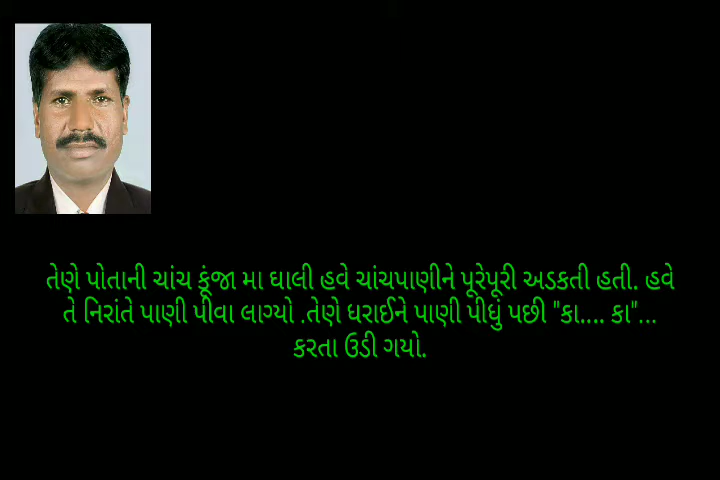 તેણે પોતાની ચાંચ કૂંજા મા ઘાલી હવે ચાંચપાણીને પૂરેપૂરી અડકતી હતી. હવે
તે નિરાંતે પાણી પીવા લાગ્યો .તેણે ધરાઈને પાણી પીધું પછી "કા.... કા"...
કરતા ઉડી ગયો.